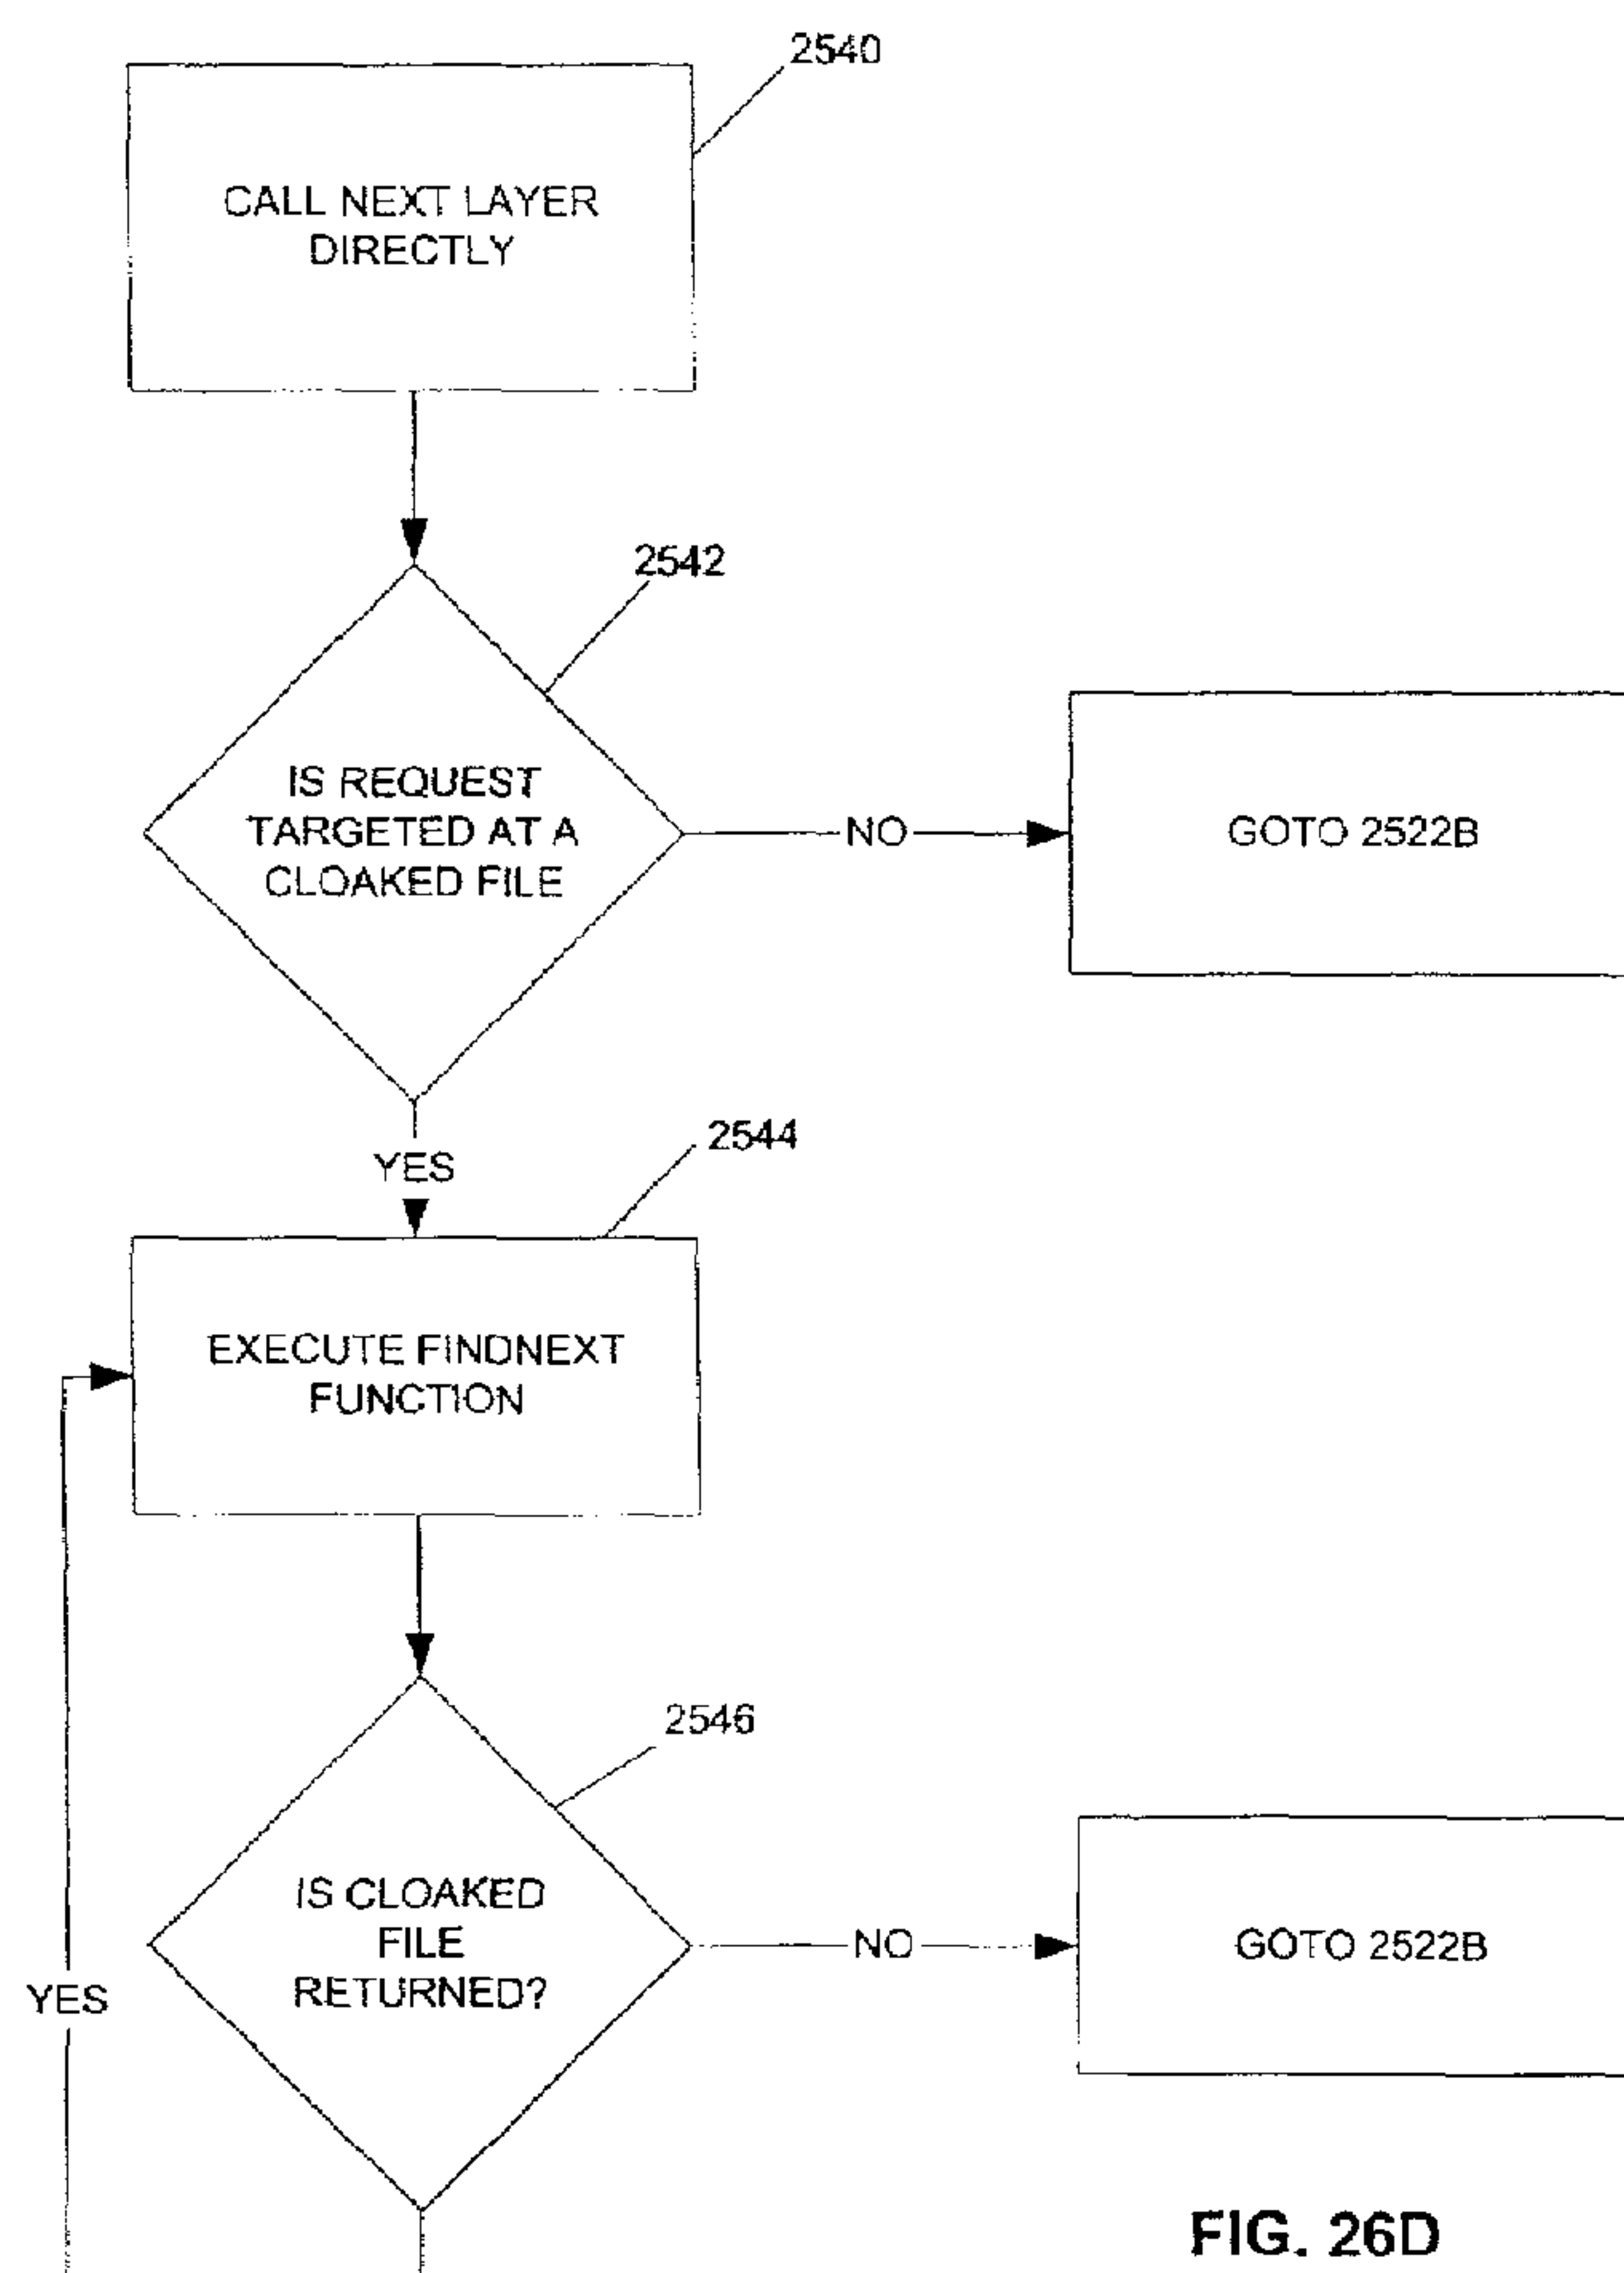 2540
CALL NEXT LAYER
DIRECTLY
2542
IS REQUEST
TARGETED AT A
CLOAKED FILE
NO
GOTO 2522B
YES
2544
EXECUTE FINDNEXT
FUNCTION
2546
IS CLOAKED
FILE
RETURNED?
NO
GOTO 2522B
YES
FIG. 26D